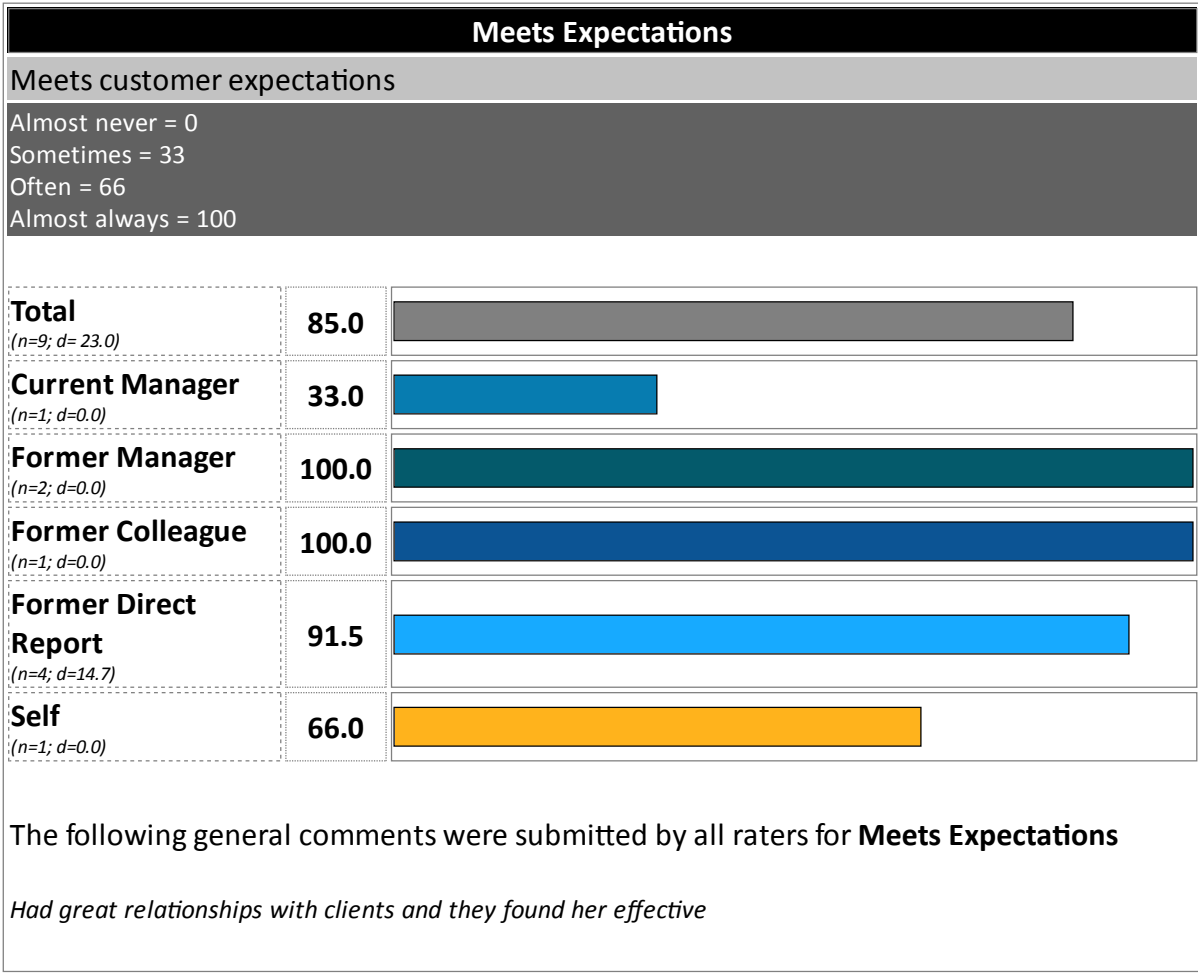 Meets Expectations
Meets customer expectations
Almost never = 0
Sometimes = 33
Often = 66
Almost always = 100
Total
(n=9; d= 23.0)
85.0
Current Manager
(n=1; d=0.0)
33.0
Former Manager
(n=2; d=0.0)
100.0
Former Colleague
(n=1; d=0.0)
100.0
Former Direct
Report
(n=4; d=14.7)
91.5
Self
(n=1; d=0.0)
66.0
The following general comments were submitted by all raters for Meets Expectations
Had great relationships with clients and they found her effective